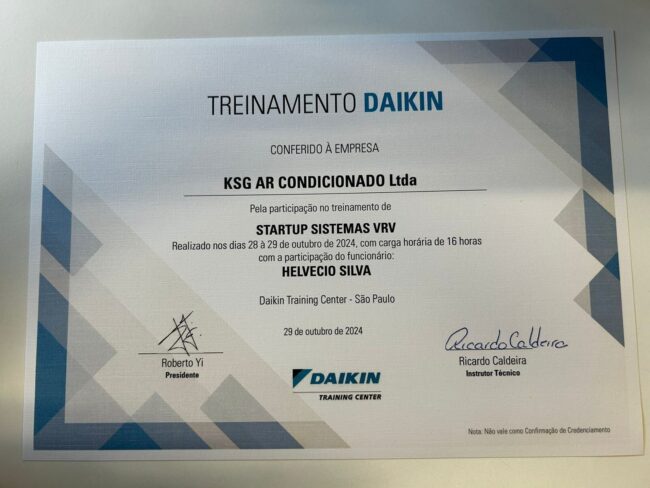 TREINAMENTO DAIKIN
CONFERIDO À EMPRESA
KSG AR CONDICIONADO Ltda
Pela participação no treinamento de
STARTUP SISTEMAS VRV
Realizado nos dias 28 à 29 de outubro de 2024, com carga horária de 16 horas
com a participação do funcionário:
HELVECIO SILVA
Daikin Training Center - São Paulo
29 de outubro de 2024
Roberto Yi
Presidente
Ricardo Caldeira
Ricardo Caldeira
Instrutor Técnico
DAIKIN
TRAINING CENTER
Nota: Não vale como Confirmação de Credenciamento